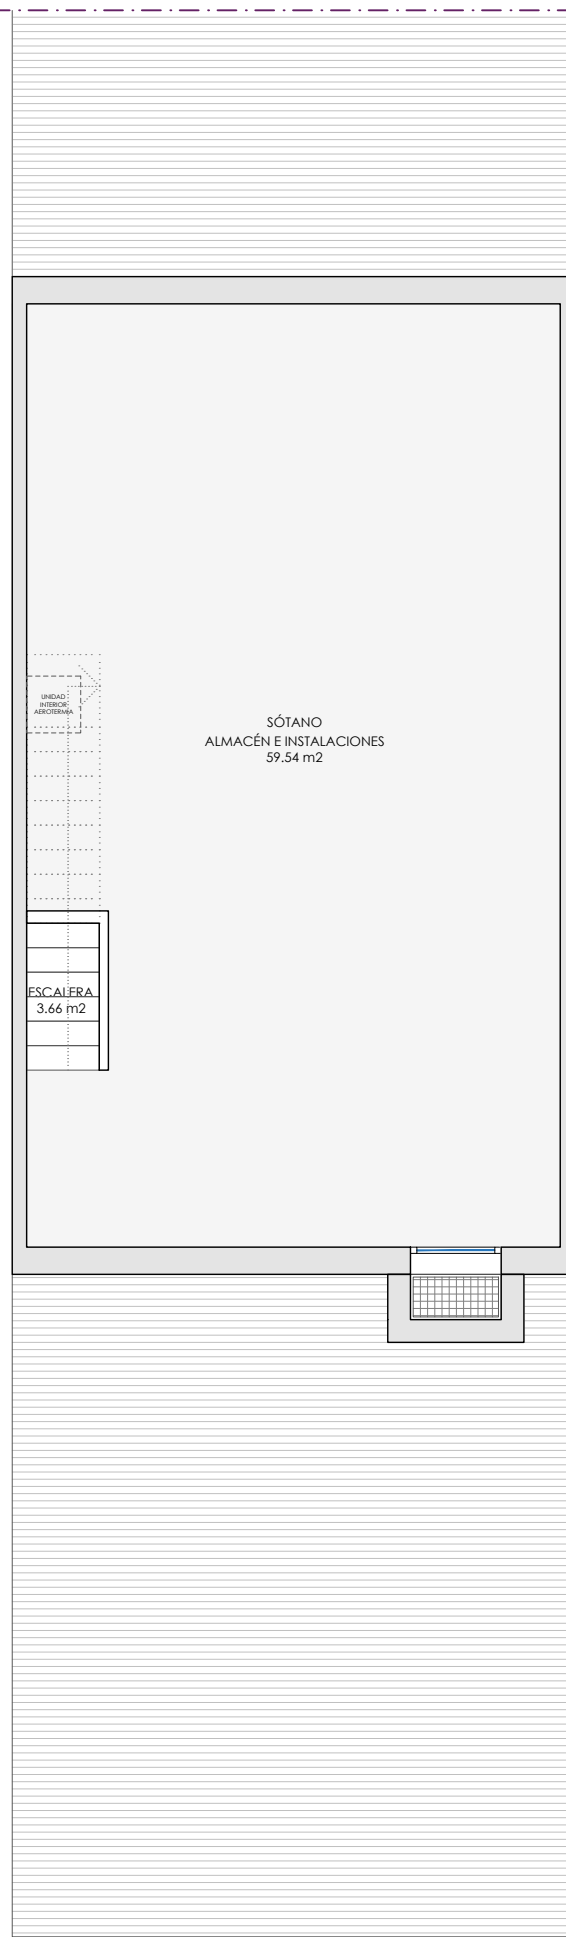 UNIDAD
INTERIOR
AEROTERMIA
SÓTANO
ALMACÉN E INSTALACIONES
59.54 m2
ESCALERA
3.66 m2